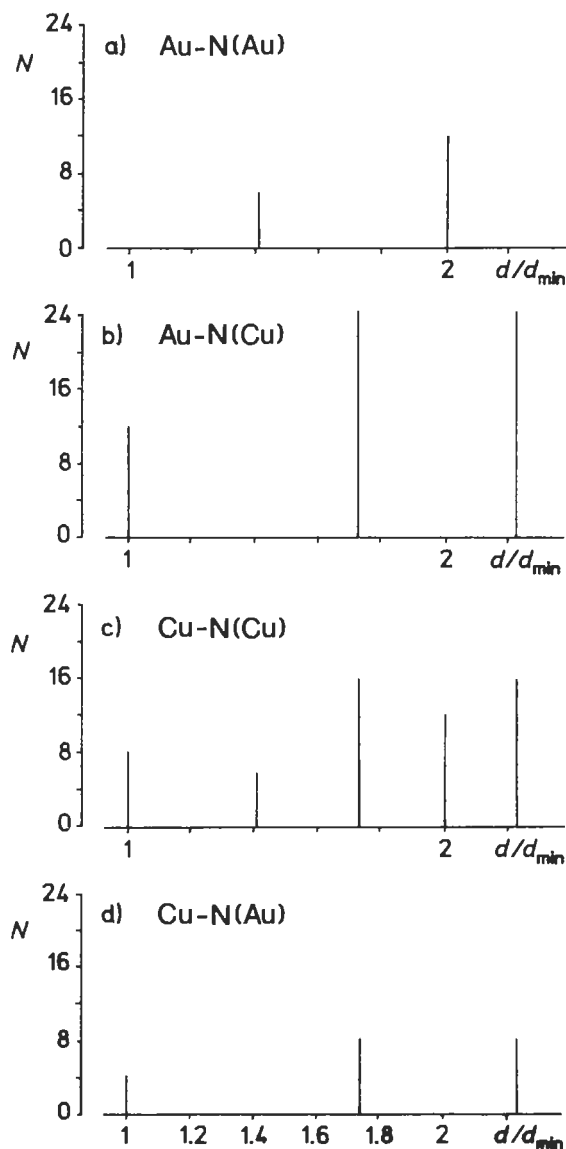 24
N
a) Au-N(Au)
16
8
0
1 2 d/dmin
24
N
b) Au-N(Cu)
16
8
0
1 2 d/dmin
24
N
c) Cu-N(Cu)
16
8
0
1 2 d/dmin
24
N
d) Cu-N(Au)
16
8
0
1 1.2 1.4 1.6 1.8 2 d/dmin